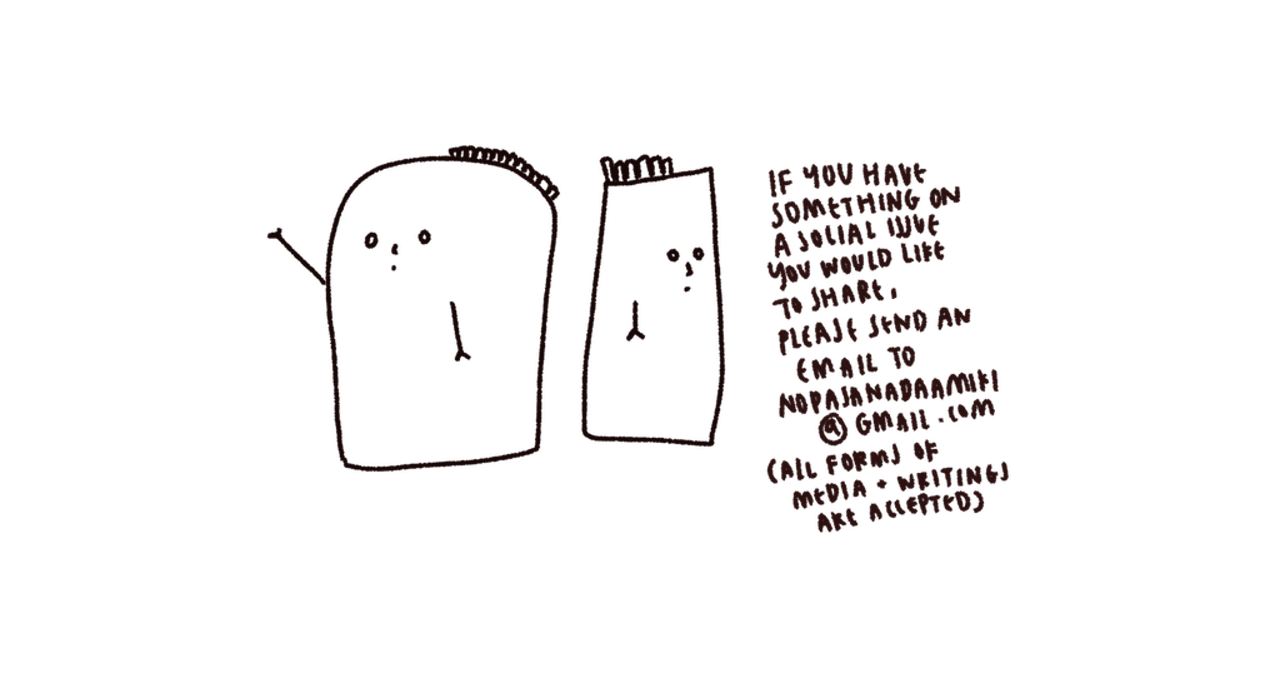 IF YOU HAVE
SOMETHING ON
A SOCIAL ISSUE
YOU WOULD LIKE
TO SHARE,
PLEASE SEND AN
EMAIL TO
NOPASANADAAMIKI
@ GMAIL.COM
(ALL FORMS OF
MEDIA + WRITINGS
ARE ACCEPTED)